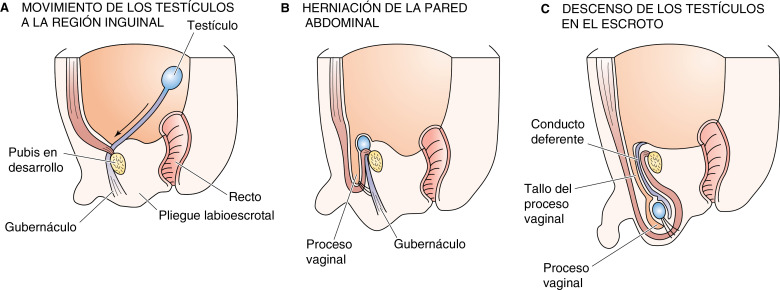 A MOVIMIENTO DE LOS TESTÍCULOS
A LA REGIÓN INGUINAL
Testículo
Pubis en
desarrollo
Gubernáculo
Recto
Pliegue labioescrotal
B HERNIACIÓN DE LA PARED
ABDOMINAL
Proceso
vaginal
Gubernáculo
C DESCENSO DE LOS TESTÍCULOS
EN EL ESCROTO
Conducto
deferente
Tallo del
proceso
vaginal
Proceso
vaginal